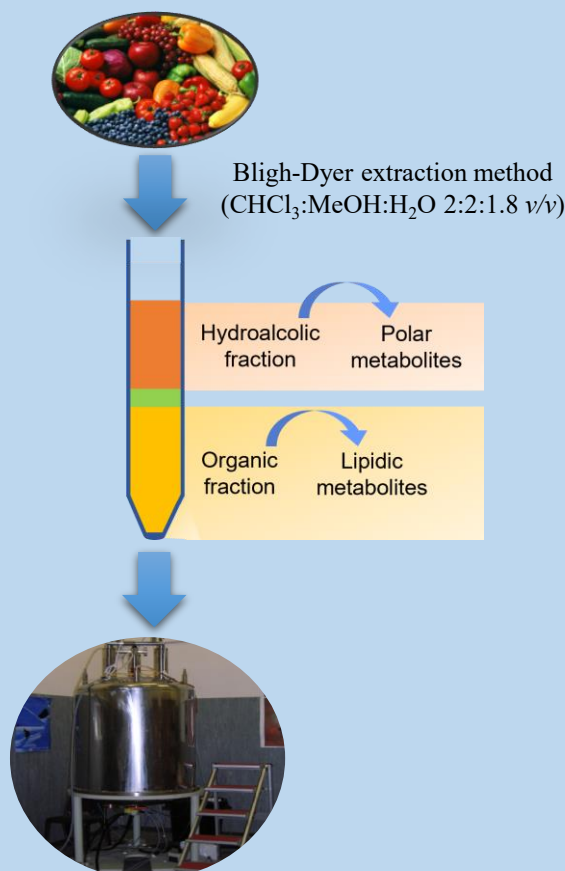 Bligh-Dyer extraction method
(CHCl₃:MeOH:H₂O 2:2:1.8 v/v)
Hydroalcolic
fraction
Polar
metabolites
Organic
fraction
Lipidic
metabolites